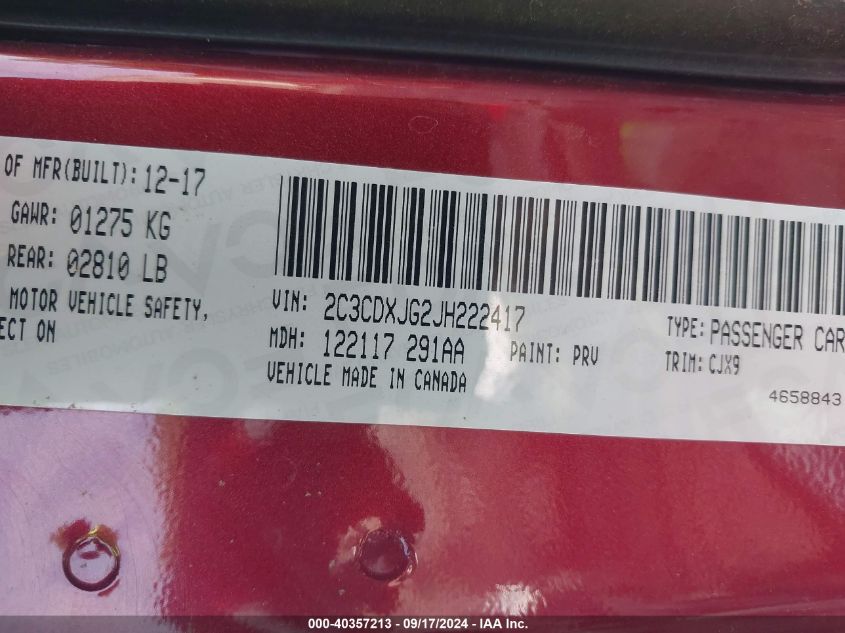 OF MFR(BUILT): 12-17
GAWR: 01275 KG
REAR: 02810 LB
MOTOR VEHICLE SAFETY,
ECT ON
VIN: 2C3CDXJG2JH222417
MDH: 122117 291AA PAINT: PRV
VEHICLE MADE IN CANADA
TYPE: PASSENGER CAR
TRIM: CJX9
4658843
000-40357213 - 09/17/2024 - IAAI Inc.